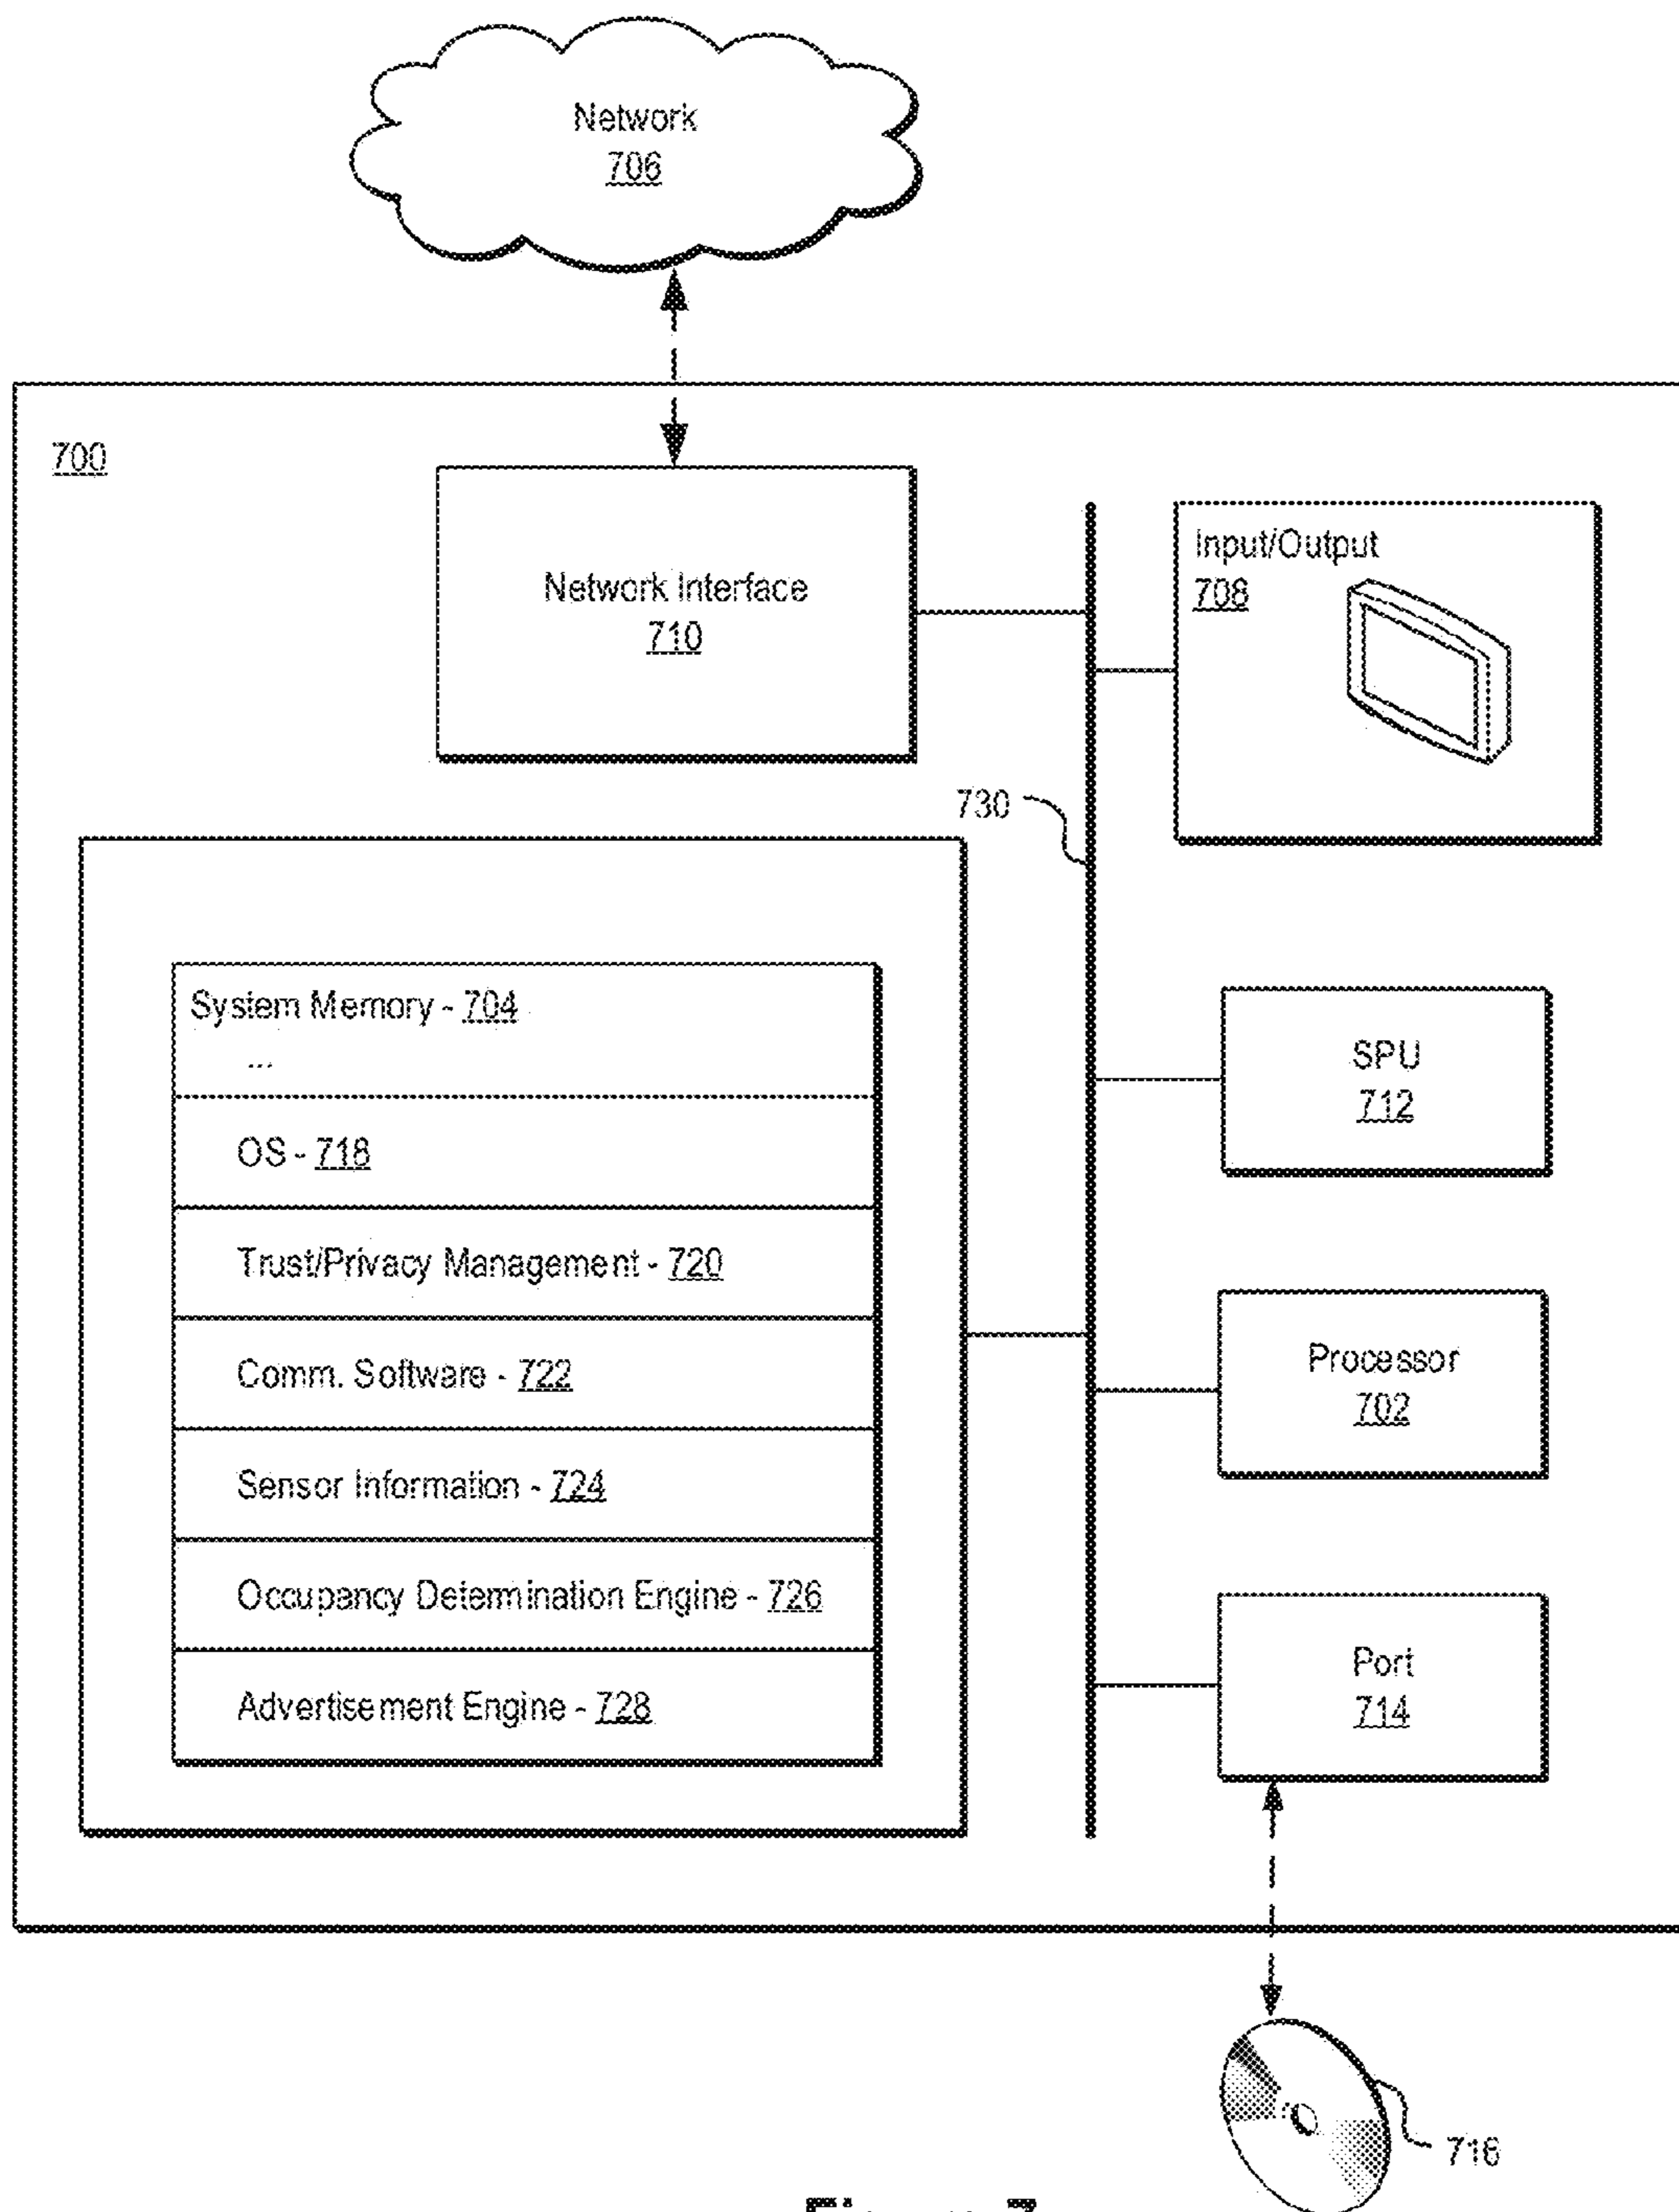 Network
706
700
Network Interface
710
Input/Output
708
730
System Memory - 704
...
OS - 718
Trust/Privacy Management - 720
Comm. Software - 722
Sensor Information - 724
Occupancy Determination Engine - 726
Advertisement Engine - 728
SPU
712
Processor
702
Port
714
716